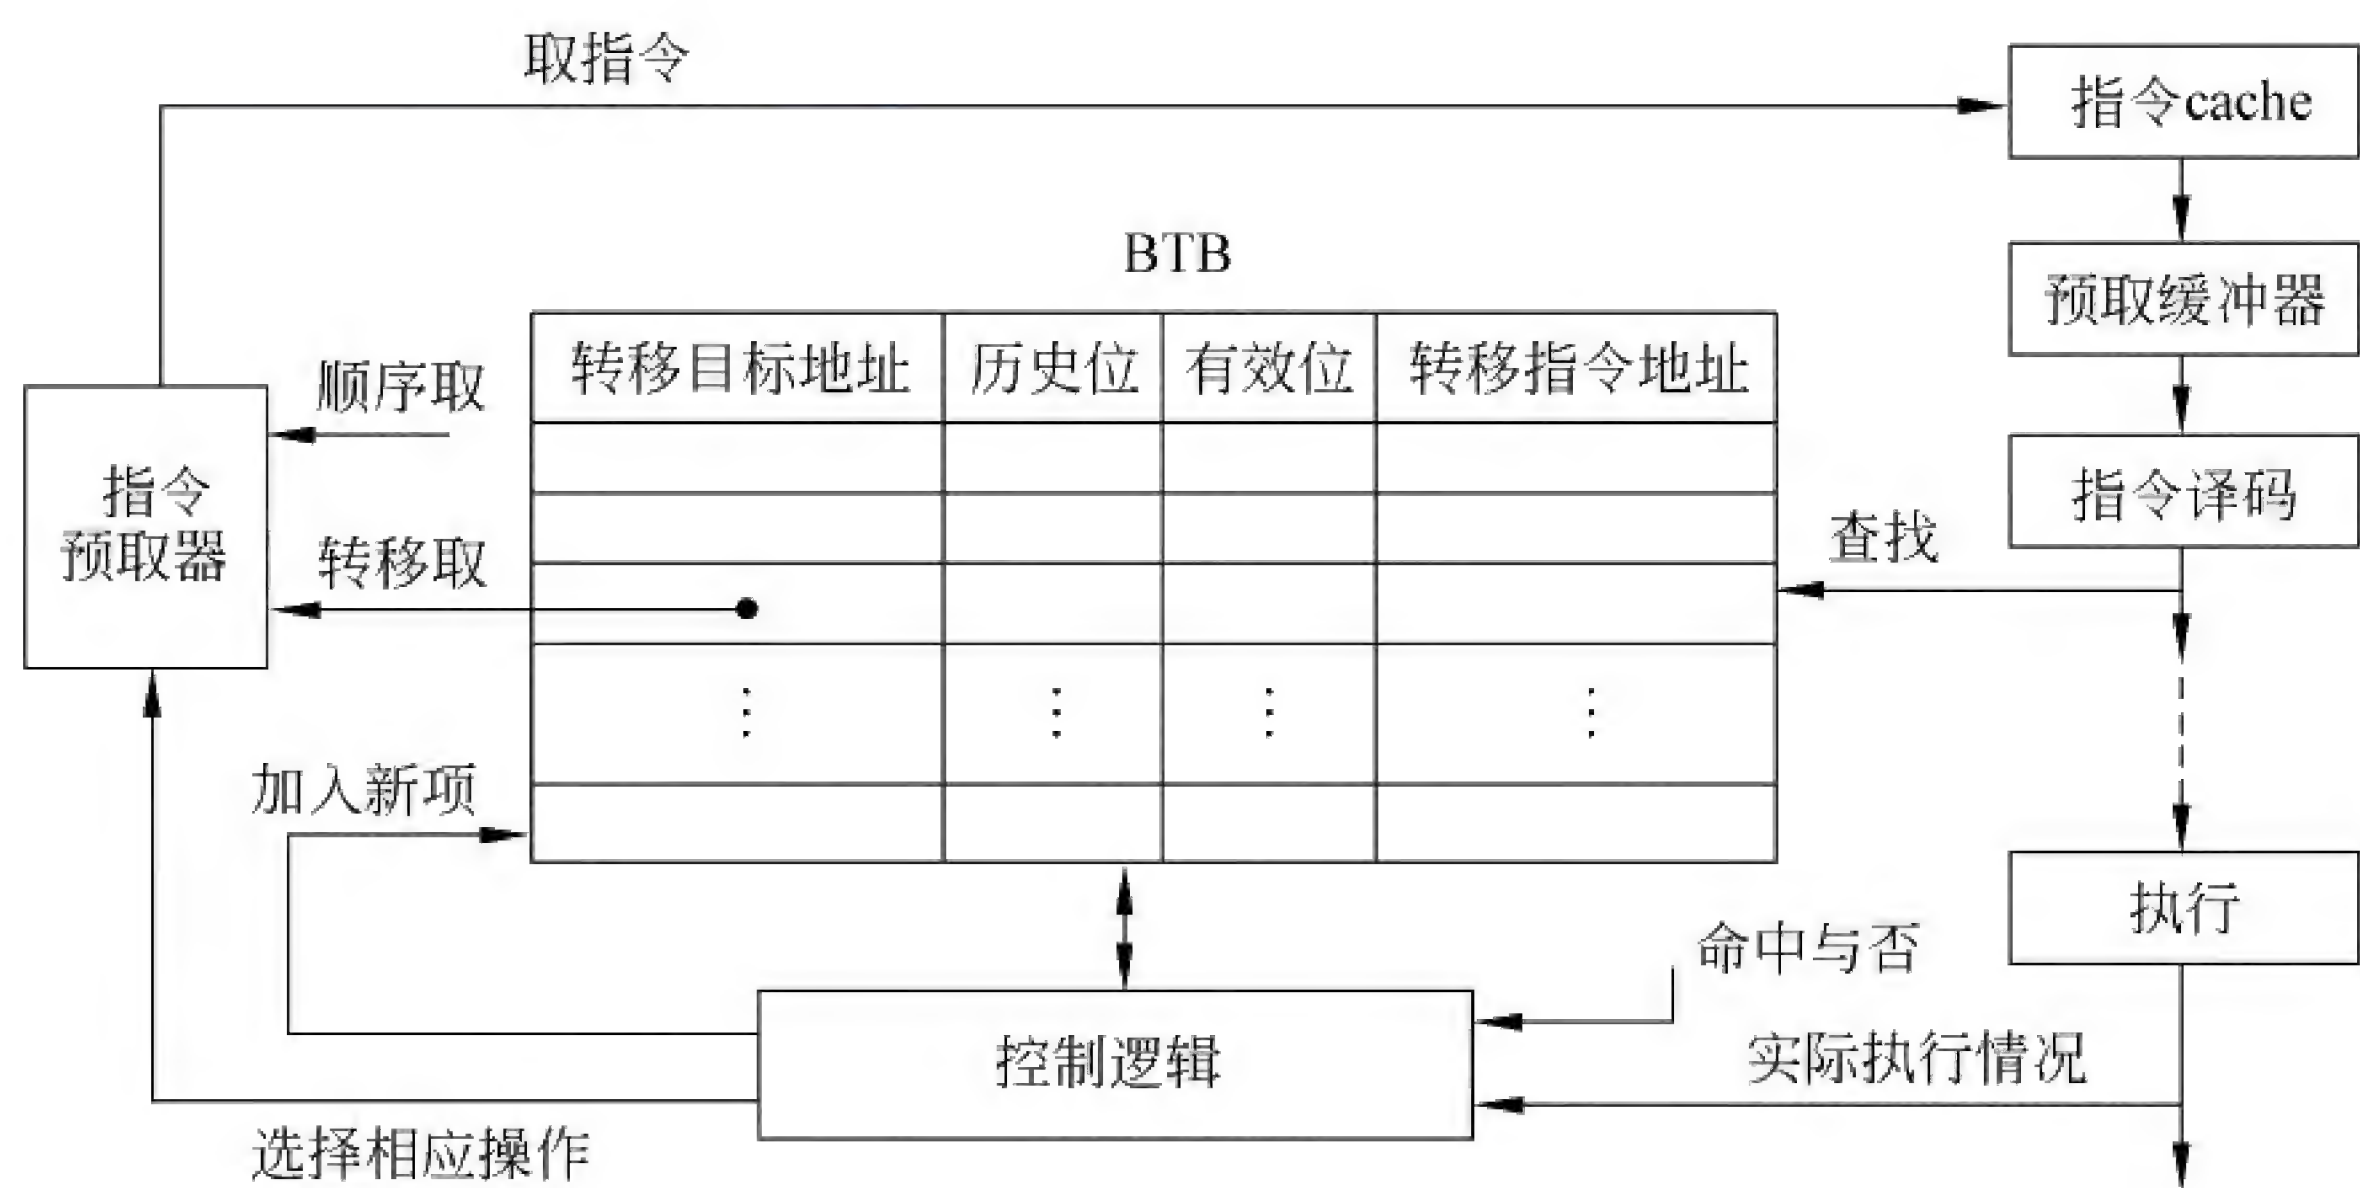 取指令
指令cache
预取缓冲器
BTB
转移目标地址 历史位 有效位 转移指令地址
顺序取
指令
预取器
转移取
指令译码
查找
⋮ ⋮ ⋮ ⋮
加入新项
执行
命中与否
控制逻辑
实际执行情况
选择相应操作